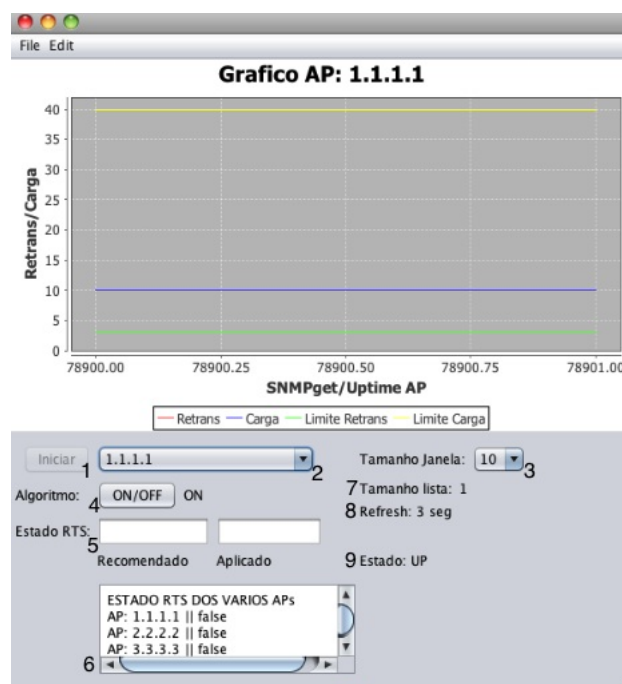 File Edit
Grafico AP: 1.1.1.1
40
35
30
25
20
15
10
5
0
Retrans/Carga
78900.00 78900.25 78900.50 78900.75 78901.00
SNMPget/Uptime AP
Retrans Carga Limite Retrans Limite Carga
Iniciar 1 1.1.1.1 2 Tamanho Janela: 10 3
Algoritmo: 4 ON/OFF ON 7 Tamanho lista: 1
8 Refresh: 3 seg
Estado RTS: 5
Recomendado Aplicado 9 Estado: UP
ESTADO RTS DOS VARIOS APs
AP: 1.1.1.1 || false
AP: 2.2.2.2 || false
AP: 3.3.3.3 || false
6